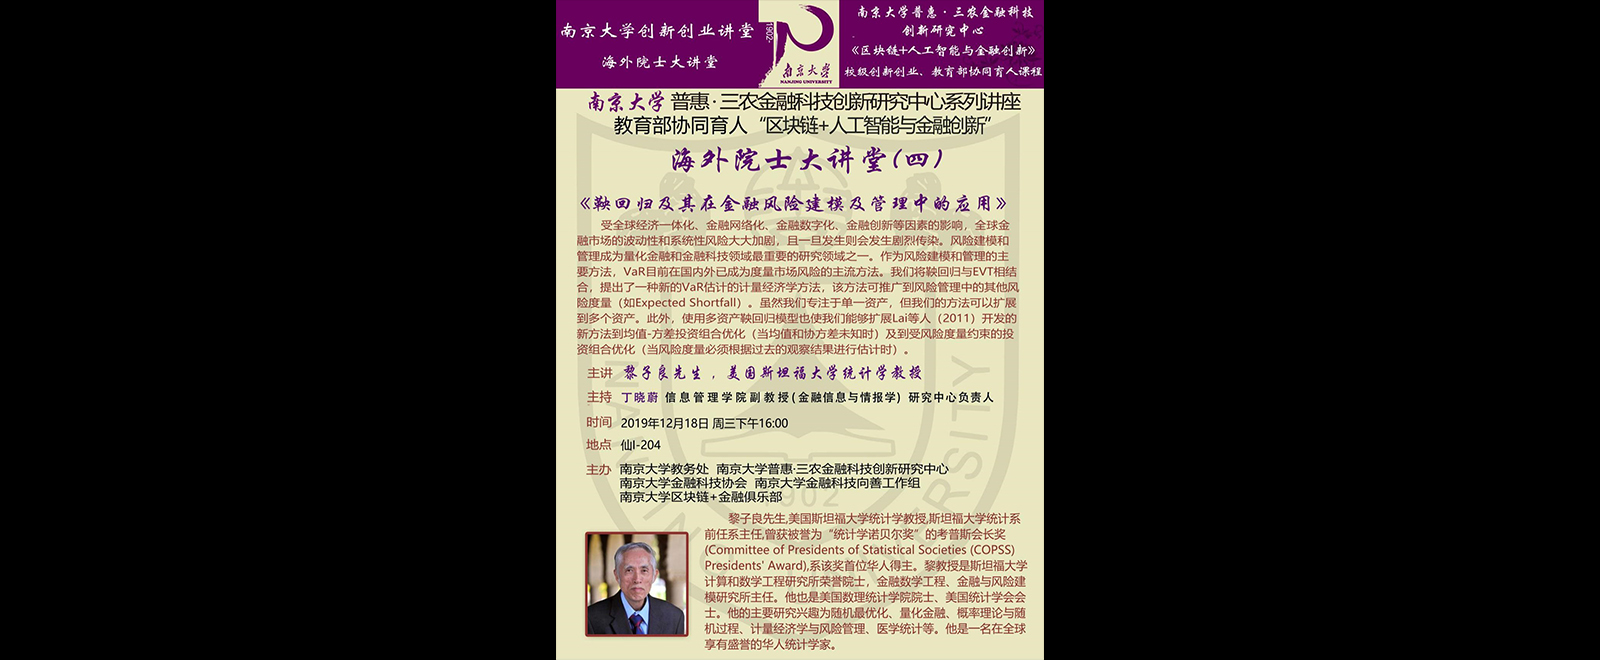 南京大学创新创业讲堂
海外院士大讲堂
1902-
南京大学
NANJING UNIVERSITY
南京大学普惠·三农金融科技
创新研究中心
《区块链+人工智能与金融创新》
校级创新创业、教育部协同育人课程
南京大学 普惠·三农金融科技创新研究中心系列讲座
教育部协同育人 “区块链+人工智能与金融创新”
海外院士大讲堂(四)
《鞅回归及其在金融风险建模及管理中的应用》
受全球经济一体化、金融网络化、金融数字化、金融创新等因素的影响，全球金
融市场的波动性和系统性风险大大加剧，且一旦发生则会发生剧烈传染。风险建模和
管理成为量化金融和金融科技领域最重要的研究领域之一。作为风险建模和管理的主
要方法，VaR目前在国内外已成为度量市场风险的主流方法。我们将鞅回归与EVT相结
合，提出了一种新的VaR估计的计量经济学方法，该方法可推广到风险管理中的其他风
险度量（如Expected Shortfall）。虽然我们专注于单一资产，但我们的方法可以扩展
到多个资产。此外，使用多资产鞅回归模型也使我们能够扩展Lai等人（2011）开发的
新方法到均值-方差投资组合优化（当均值和协方差未知时）及到受风险度量约束的投
资组合优化（当风险度量必须根据过去的观察结果进行估计时）。
主讲 黎子良先生 ，美国斯坦福大学统计学教授
主持 丁晓蔚 信息管理学院副教授(金融信息与情报学) 研究中心负责人
时间 2019年12月18日 周三下午16:00
地点 仙Ⅰ-204
主办 南京大学教务处 南京大学普惠·三农金融科技创新研究中心
南京大学金融科技协会 南京大学金融科技向善工作组
南京大学区块链+金融俱乐部
黎子良先生,美国斯坦福大学统计学教授,斯坦福大学统计系
前任系主任,曾获被誉为“统计学诺贝尔奖”的考普斯会长奖
(Committee of Presidents of Statistical Societies (COPSS)
Presidents' Award),系该奖首位华人得主。黎教授是斯坦福大学
计算和数学工程研究所荣誉院士，金融数学工程、金融与风险建
模研究所主任。他也是美国数理统计学院院士、美国统计学会会
士。他的主要研究兴趣为随机最优化、量化金融、概率理论与随
机过程、计量经济学与风险管理、医学统计等。他是一名在全球
享有盛誉的华人统计学家。
NANJING UNIVERSITY
1902